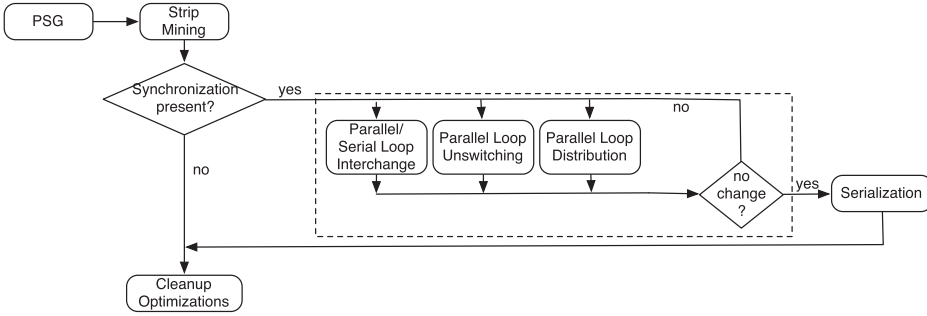 PSG
Strip
Mining
Synchronization
present?
yes
no
Parallel/
Serial Loop
Interchange
Parallel Loop
Unswitching
Parallel Loop
Distribution
no
no
change
?
yes
Serialization
Cleanup
Optimizations